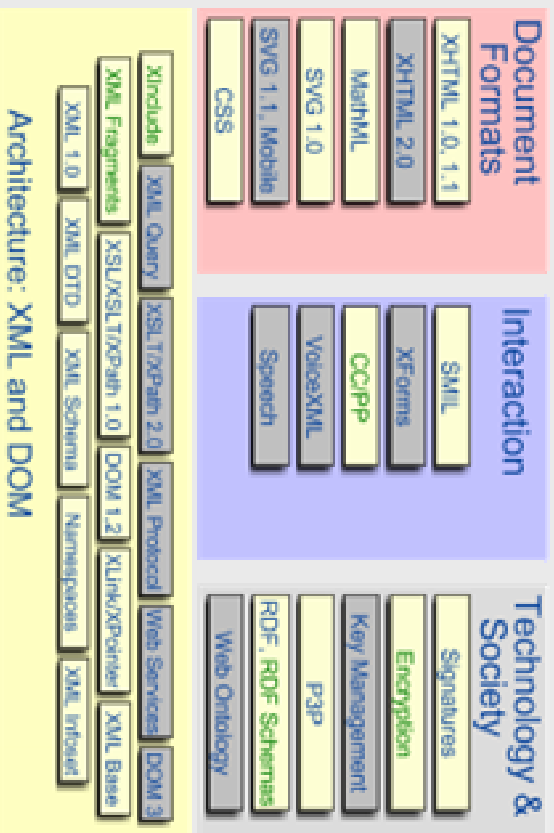 Document
Formats
XHTML 1.0, 1.1
XHTML 2.0
MathML
SVG 1.0
SVG 1.1, Mobile
CSS
Interaction
SMIL
XForms
CC/PP
VoiceXML
Speech
Technology &
Society
Signatures
Encryption
Key Management
P3P
RDF, RDF Schemas
Web Ontology
XInclude
XML Query
XSLT/XPath 2.0
XML Protocol
Web Services
DOM 3
XML Fragments
XSL/XSLT/XPath 1.0
DOM 1,2
XLink/XPointer
XML Base
XML 1.0
XML DTD
XML Schema
Namespaces
XML Infoset
Architecture: XML and DOM